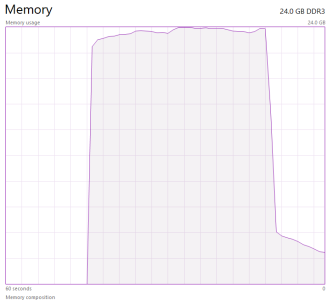 Memory 24.0 GB DDR3
Memory usage 24.0 GB
60 seconds 0
Memory composition